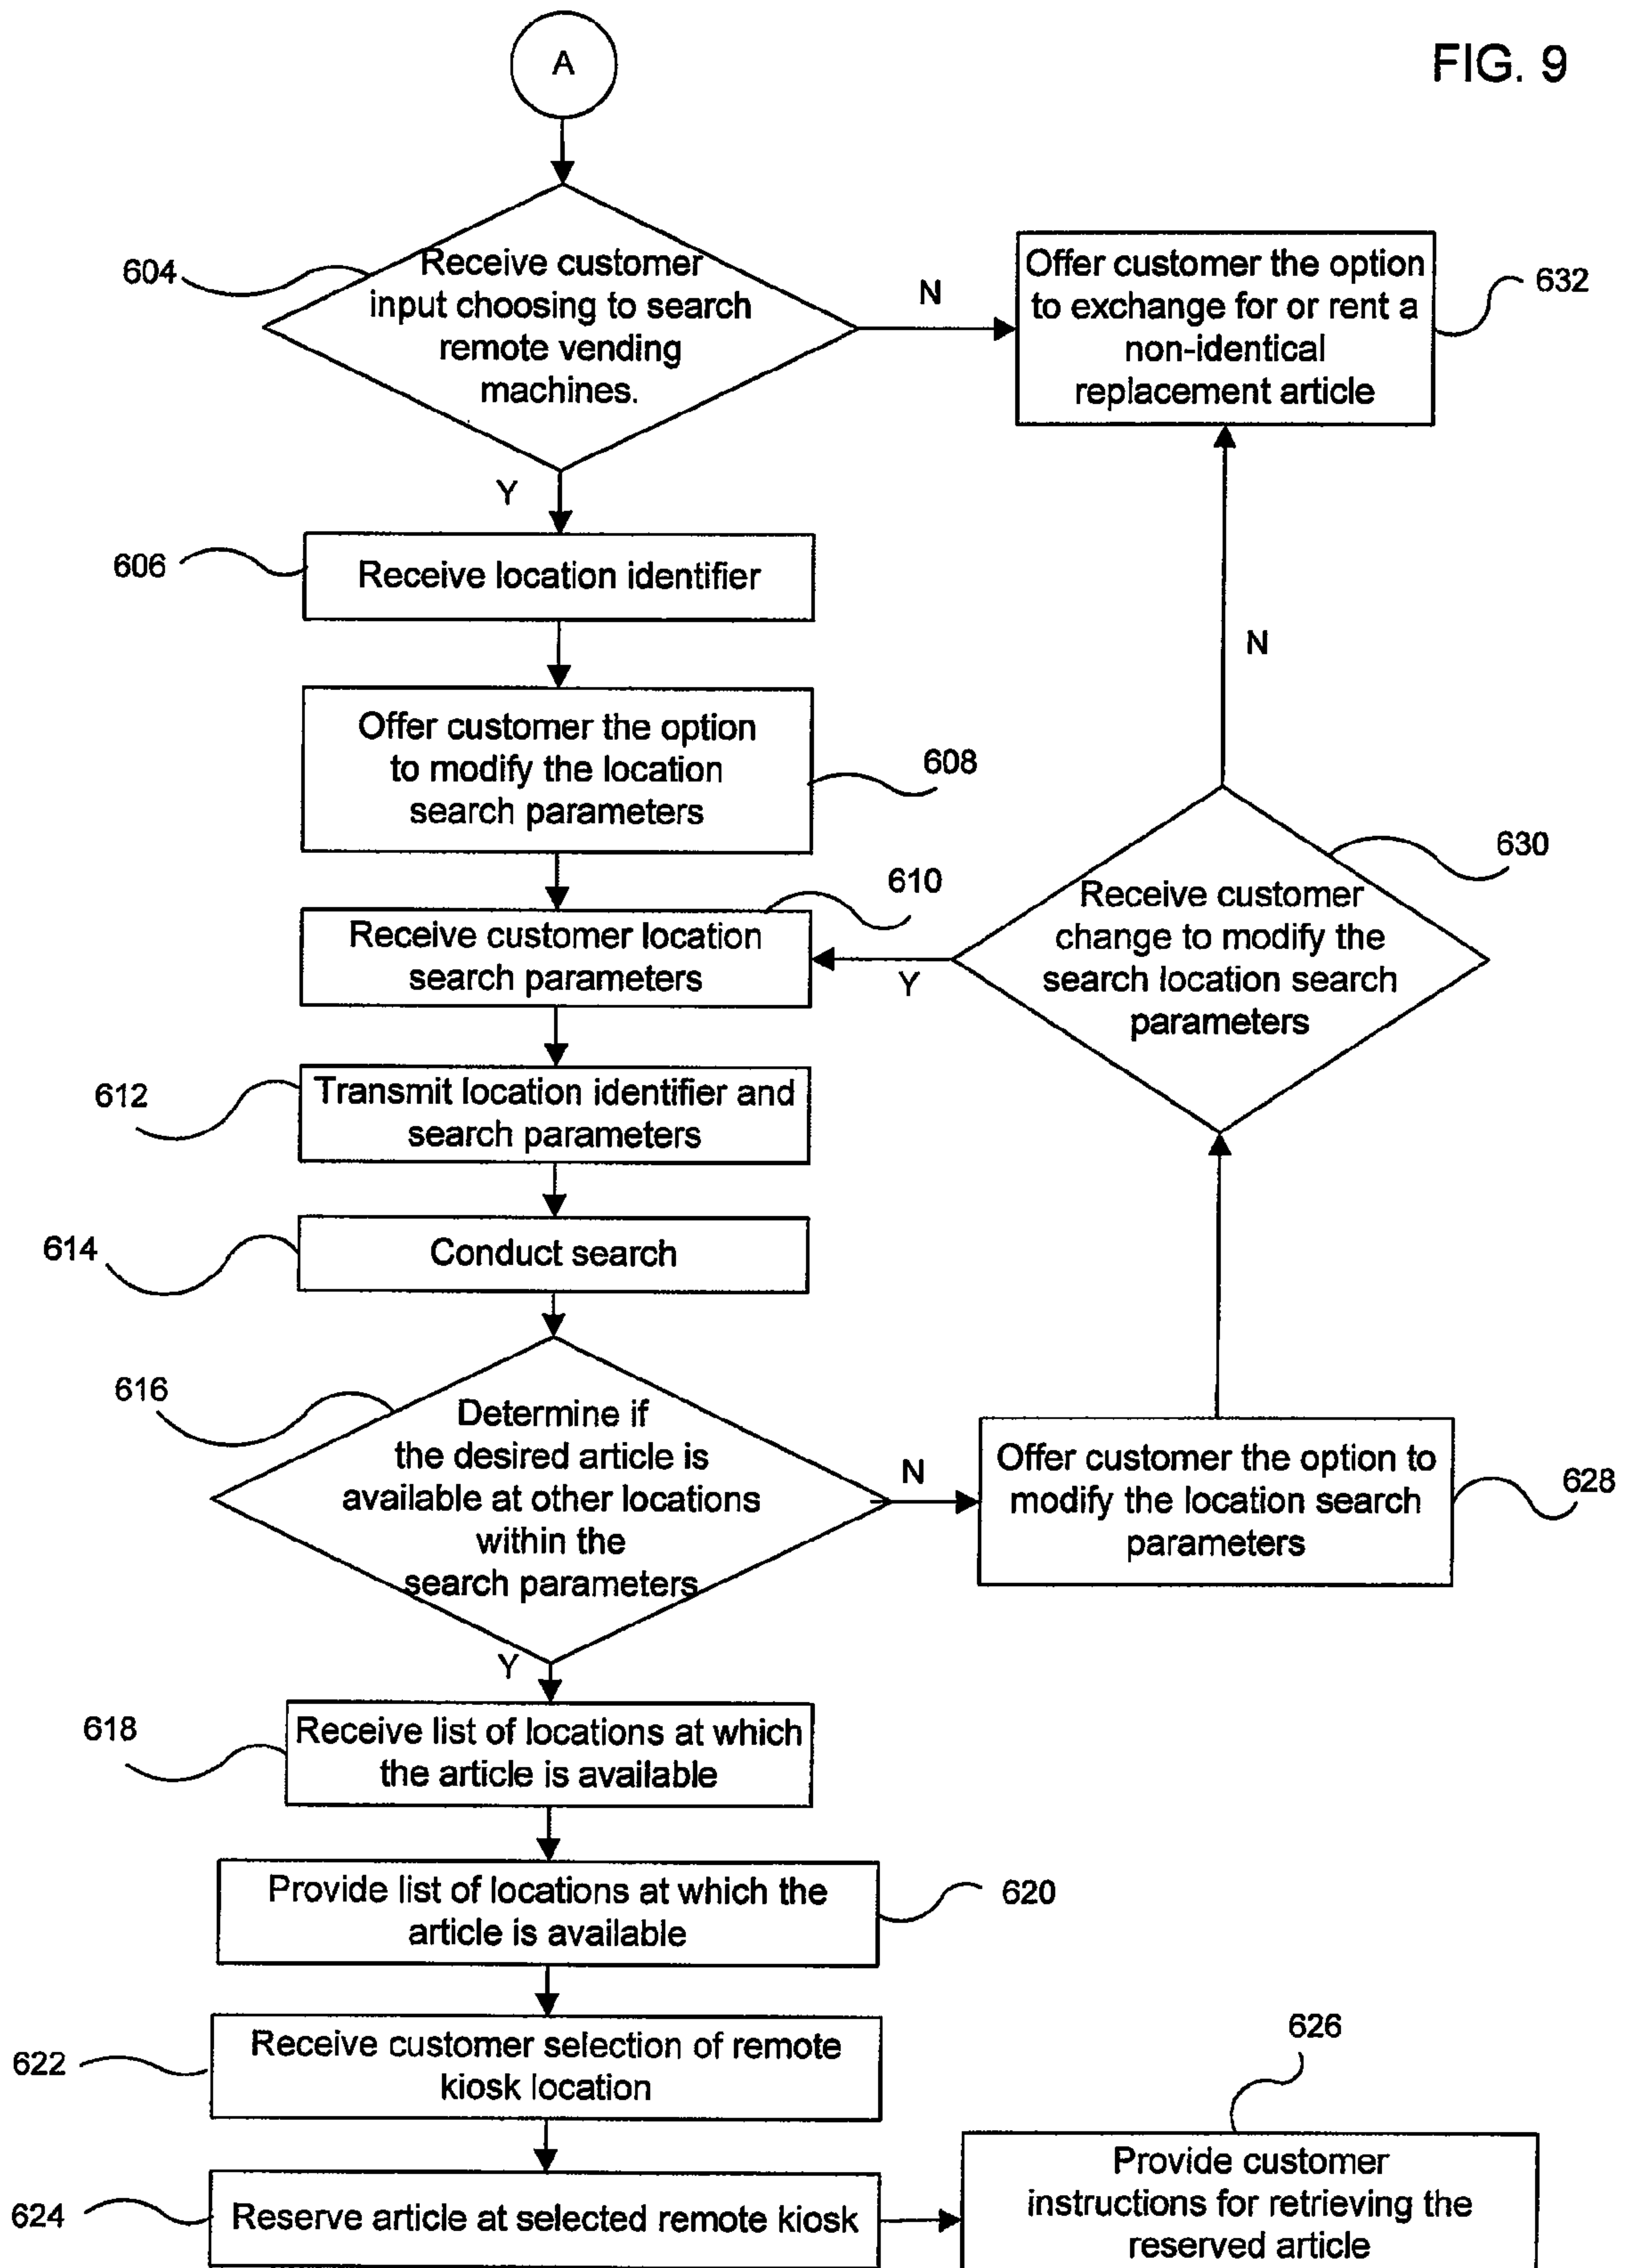 A
FIG. 9
604
Receive customer
input choosing to search
remote vending
machines.
N
Offer customer the option
to exchange for or rent a
non-identical
replacement article
632
Y
606
Receive location identifier
N
Offer customer the option
to modify the location
search parameters
608
610
Receive customer location
search parameters
Y
630
Receive customer
change to modify the
search location search
parameters
612
Transmit location identifier and
search parameters
614
Conduct search
616
Determine if
the desired article is
available at other locations
within the
search parameters
N
Offer customer the option to
modify the location search
parameters
628
Y
618
Receive list of locations at which
the article is available
Provide list of locations at which the
article is available
620
622
Receive customer selection of remote
kiosk location
626
624
Reserve article at selected remote kiosk
Provide customer
instructions for retrieving the
reserved article